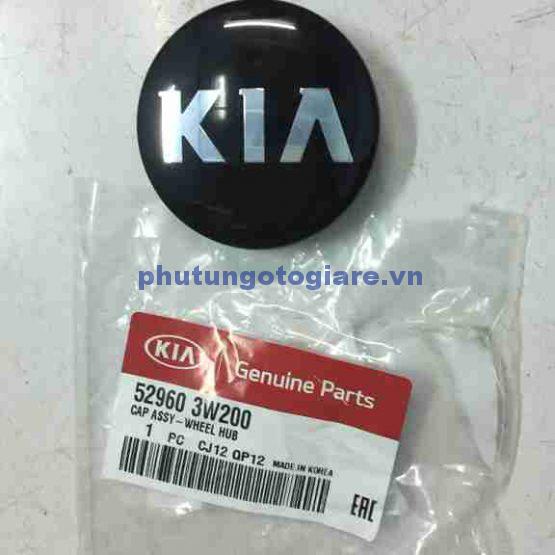 KIA
phutungotogiare.vn
KIA Genuine Parts
52960 3W200
CAP ASSY-WHEEL HUB
1 PC CJ12 QP12 MADE IN KOREA
EAC